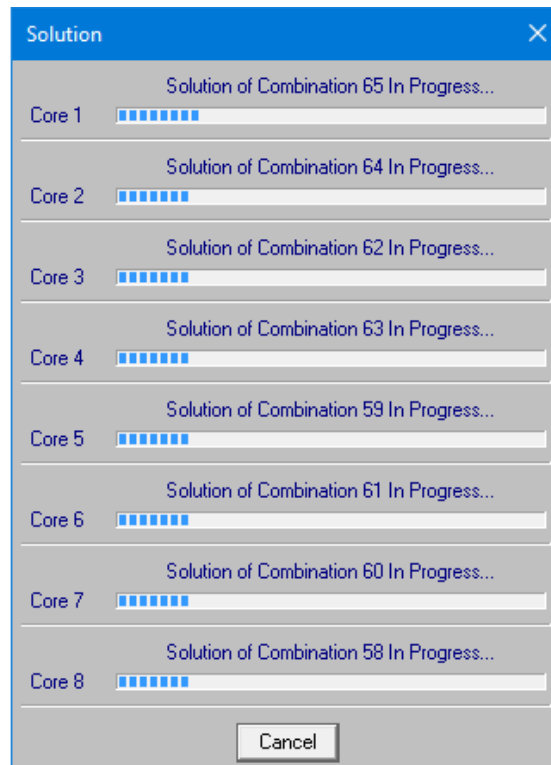 Solution
Solution of Combination 65 In Progress...
Core 1
Solution of Combination 64 In Progress...
Core 2
Solution of Combination 62 In Progress...
Core 3
Solution of Combination 63 In Progress...
Core 4
Solution of Combination 59 In Progress...
Core 5
Solution of Combination 61 In Progress...
Core 6
Solution of Combination 60 In Progress...
Core 7
Solution of Combination 58 In Progress...
Core 8
Cancel